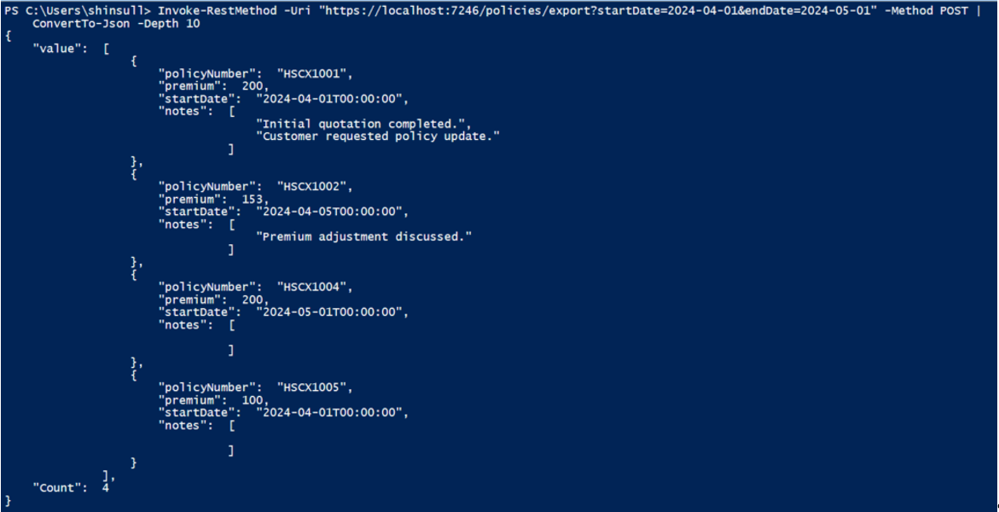 PS C:\Users\shinsull> Invoke-RestMethod -Uri "https://localhost:7246/policies/export?startDate=2024-04-01&endDate=2024-05-01" -Method POST |
ConvertTo-Json -Depth 10
{
"value": [
{
"policyNumber": "HSCX1001",
"premium": 200,
"startDate": "2024-04-01T00:00:00",
"notes": [
"Initial quotation completed.",
"Customer requested policy update."
]
},
{
"policyNumber": "HSCX1002",
"premium": 153,
"startDate": "2024-04-05T00:00:00",
"notes": [
"Premium adjustment discussed."
]
},
{
"policyNumber": "HSCX1004",
"premium": 200,
"startDate": "2024-05-01T00:00:00",
"notes": [
]
},
{
"policyNumber": "HSCX1005",
"premium": 100,
"startDate": "2024-04-01T00:00:00",
"notes": [
]
}
],
"Count": 4
}